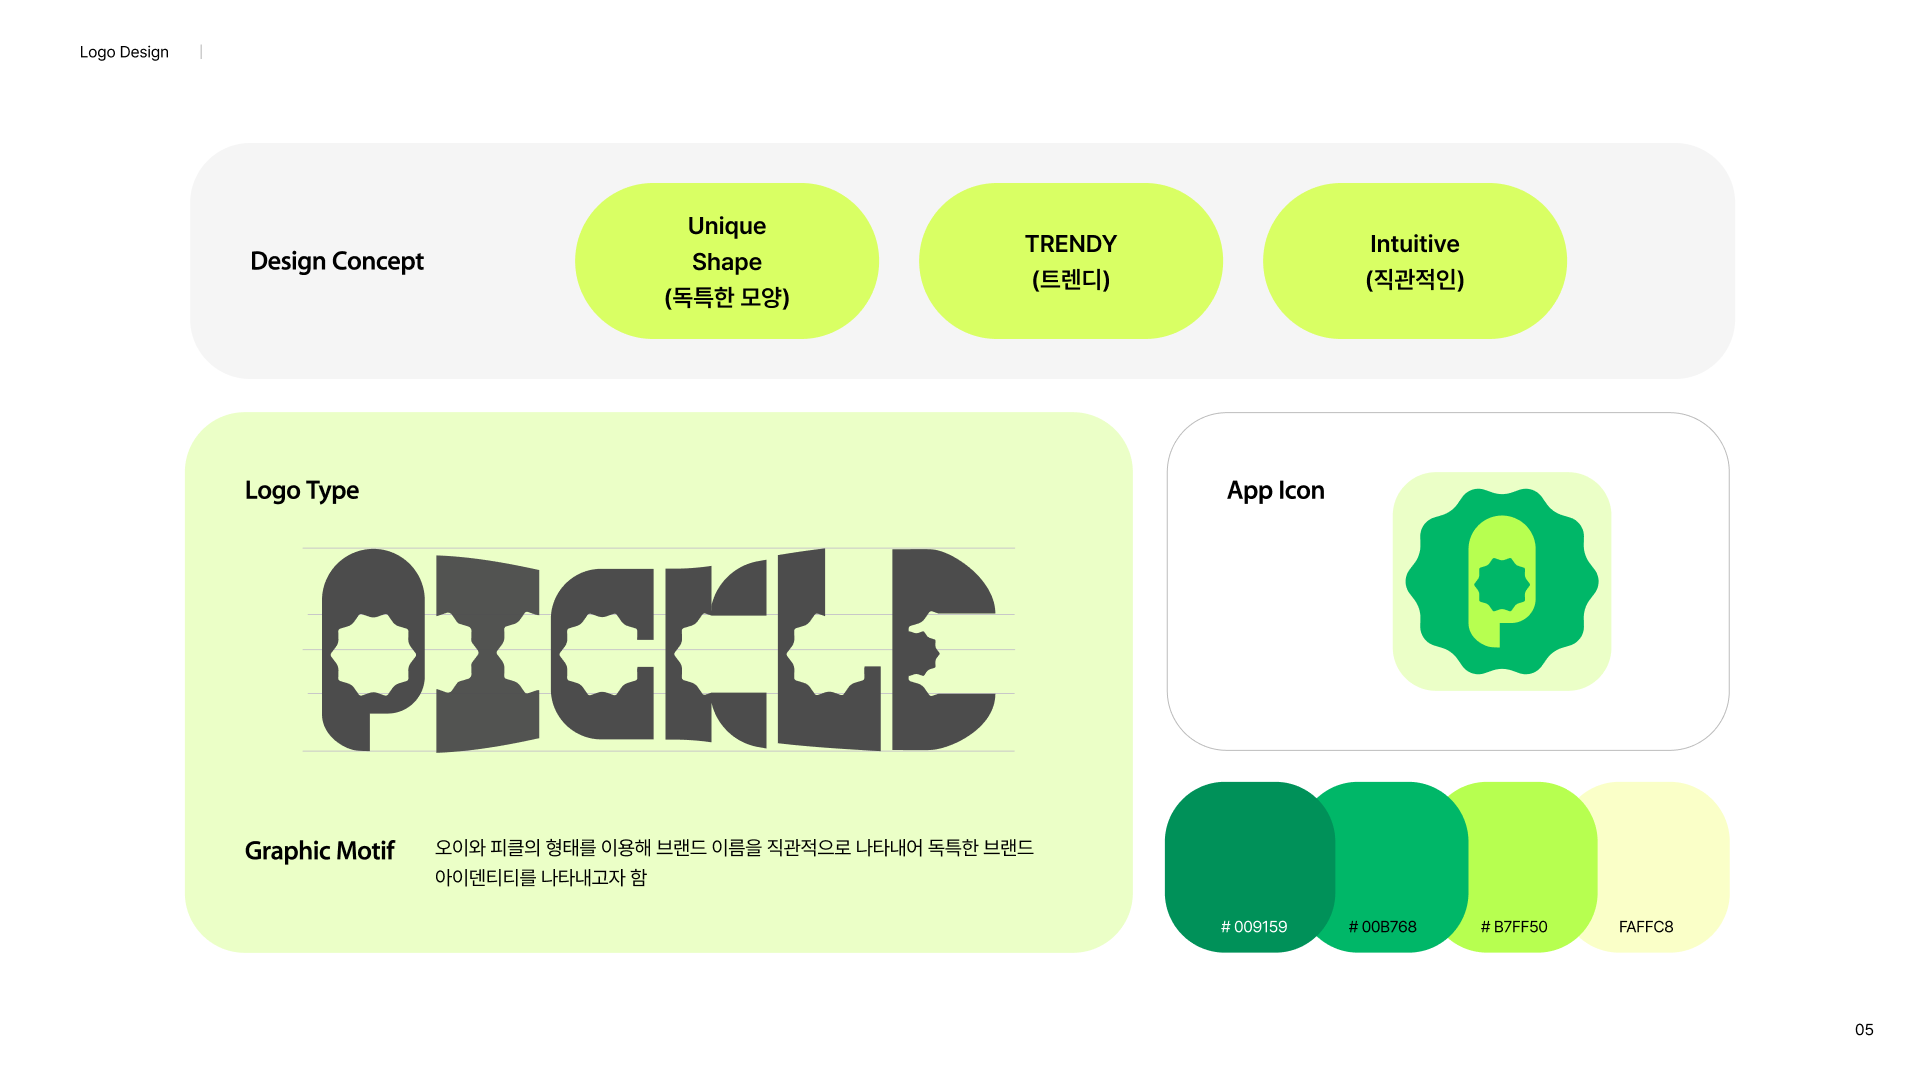 Logo Design
Design Concept
Unique
Shape
(독특한 모양)
TRENDY
(트렌디)
Intuitive
(직관적인)
Logo Type
PICKLE
Graphic Motif
오이와 피클의 형태를 이용해 브랜드 이름을 직관적으로 나타내어 독특한 브랜드
아이덴티티를 나타내고자 함
App Icon
P
# 009159
# 00B768
# B7FF50
FAFFC8
05